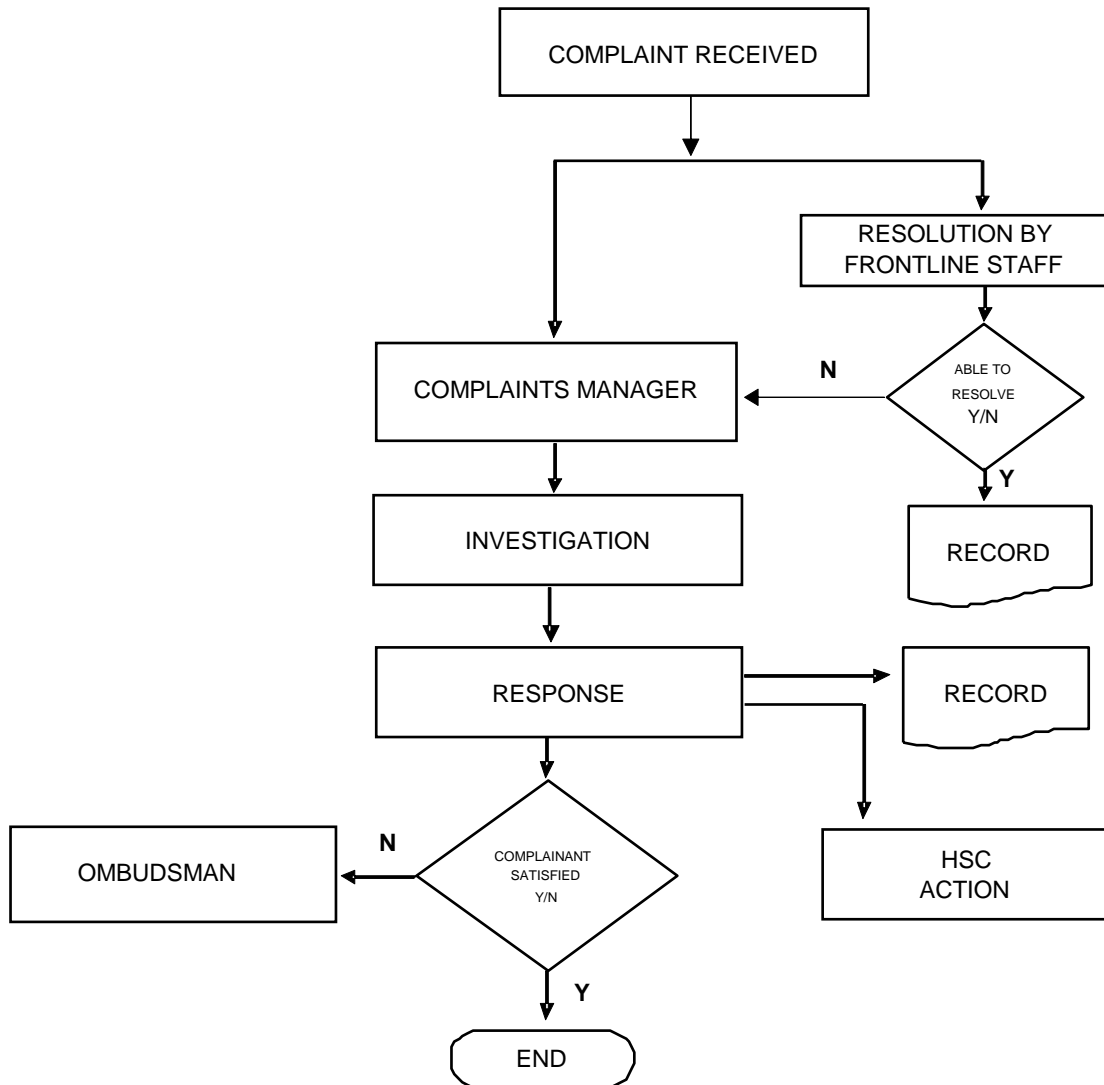 COMPLAINT RECEIVED
RESOLUTION BY
FRONTLINE STAFF
COMPLAINTS MANAGER
N
ABLE TO
RESOLVE
Y/N
Y
INVESTIGATION
RECORD
RESPONSE
RECORD
OMBUDSMAN
N
COMPLAINANT
SATISFIED
Y/N
HSC
ACTION
Y
END